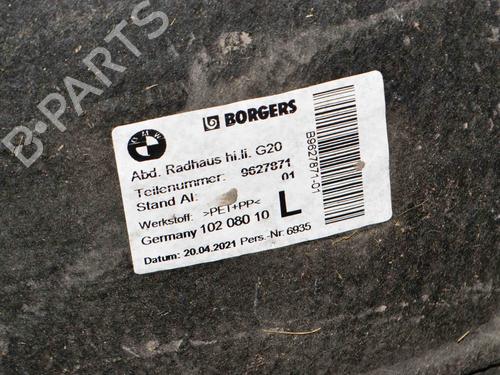 B·PARTS
BMW
BORGERS
Abd. Radhaus hi.li. G20
Teilenummer: 9627871
Stand AI: 01
Werkstoff: >PET+PP<
Germany 102 080 10 L
Datum: 20.04.2021 Pers.-Nr: 6935
B9627871-01